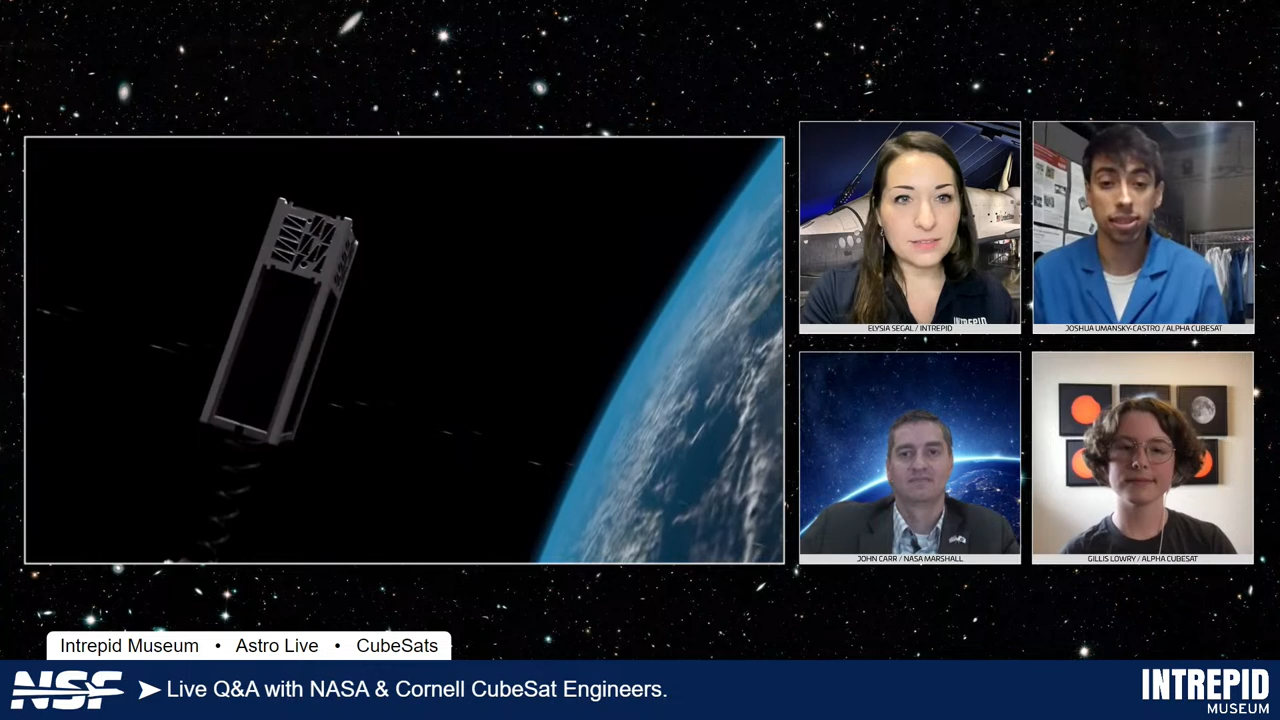 INTREPID
ELYSIA SEGAL / INTREPID
JOSHUA UMANSKY-CASTRO / ALPHA CUBESAT
JOHN CARR / NASA MARSHALL
GILLIS LOWRY / ALPHA CUBESAT
Intrepid Museum • Astro Live • CubeSats
NSF ➤ Live Q&A with NASA & Cornell CubeSat Engineers.
INTREPID
MUSEUM